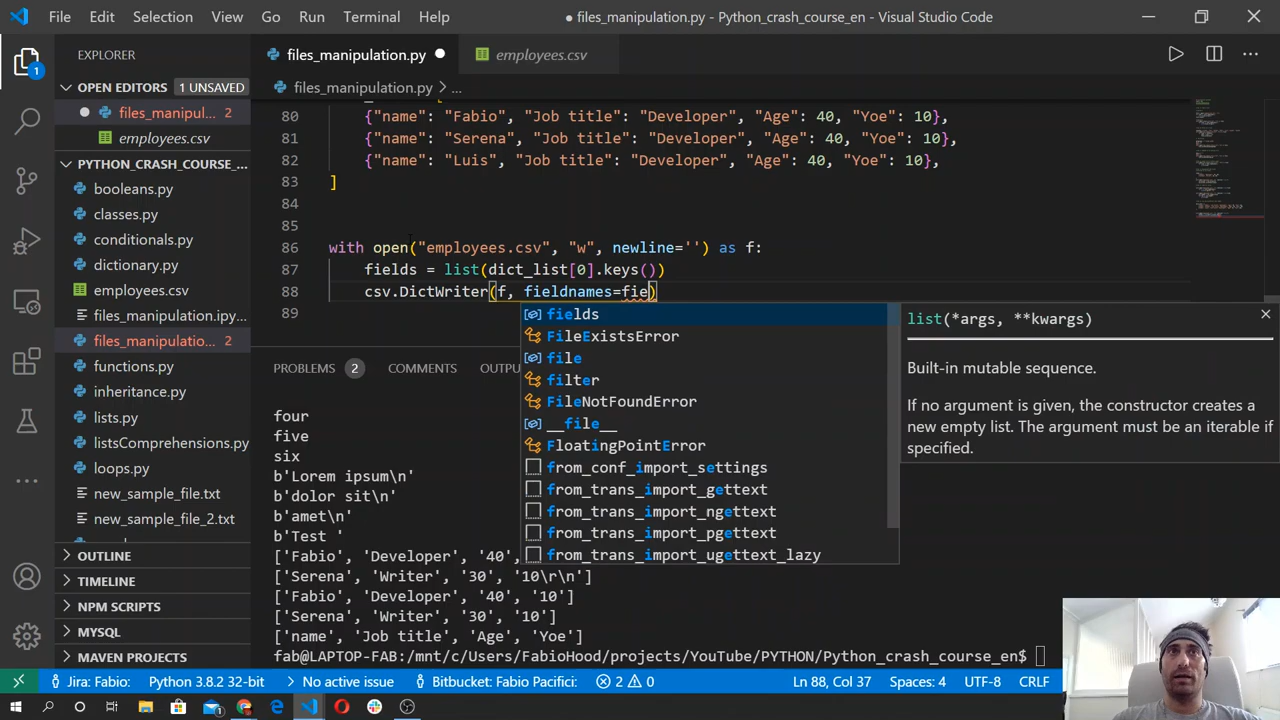 File Edit Selection View Go Run Terminal Help
● files_manipulation.py - Python_crash_course_en - Visual Studio Code
EXPLORER
OPEN EDITORS 1 UNSAVED
files_manipul... 2
employees.csv
PYTHON_CRASH_COURSE_...
booleans.py
classes.py
conditionals.py
dictionary.py
employees.csv
files_manipulation.ipy...
files_manipulatio... 2
functions.py
inheritance.py
lists.py
listsComprehensions.py
loops.py
new_sample_file.txt
new_sample_file_2.txt
OUTLINE
TIMELINE
NPM SCRIPTS
MYSQL
MAVEN PROJECTS
1
files_manipulation.py ●
employees.csv
files_manipulation.py > ...
80 {"name": "Fabio", "Job title": "Developer", "Age": 40, "Yoe": 10},
81 {"name": "Serena", "Job title": "Developer", "Age": 40, "Yoe": 10},
82 {"name": "Luis", "Job title": "Developer", "Age": 40, "Yoe": 10},
83 ]
84
85
86 with open("employees.csv", "w", newline='') as f:
87 fields = list(dict_list[0].keys())
88 csv.DictWriter(f, fieldnames=fie)
89
fields
FileExistsError
file
filter
FileNotFoundError
__file__
FloatingPointError
from_conf_import_settings
from_trans_import_gettext
from_trans_import_ngettext
from_trans_import_pgettext
from_trans_import_ugettext_lazy
list(*args, **kwargs)
Built-in mutable sequence.
If no argument is given, the constructor creates a
new empty list. The argument must be an iterable if
specified.
PROBLEMS 2 COMMENTS OUTPU
four
five
six
b'Lorem ipsum\n'
b'dolor sit\n'
b'amet\n'
b'Test '
['Fabio', 'Developer', '40',
['Serena', 'Writer', '30', '10\r\n']
['Fabio', 'Developer', '40', '10']
['Serena', 'Writer', '30', '10']
['name', 'Job title', 'Age', 'Yoe']
fab@LAPTOP-FAB:/mnt/c/Users/FabioHood/projects/YouTube/PYTHON/Python_crash_course_en$
Jira: Fabio: Python 3.8.2 32-bit > No active issue Bitbucket: Fabio Pacifici: 2 0 Ln 88, Col 37 Spaces: 4 UTF-8 CRLF